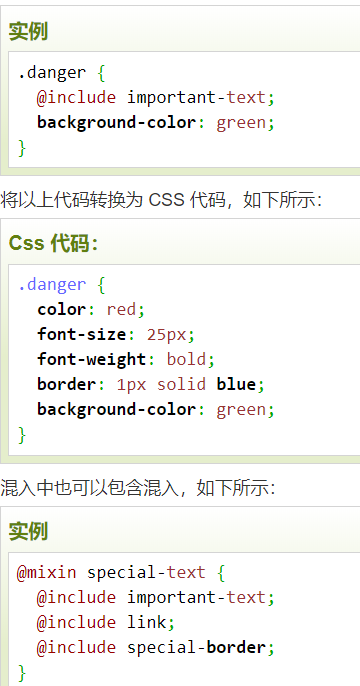 实例
.danger {
  @include important-text;
  background-color: green;
}
将以上代码转换为 CSS 代码，如下所示：
Css 代码：
.danger {
  color: red;
  font-size: 25px;
  font-weight: bold;
  border: 1px solid blue;
  background-color: green;
}
混入中也可以包含混入，如下所示：
实例
@mixin special-text {
  @include important-text;
  @include link;
  @include special-border;
}